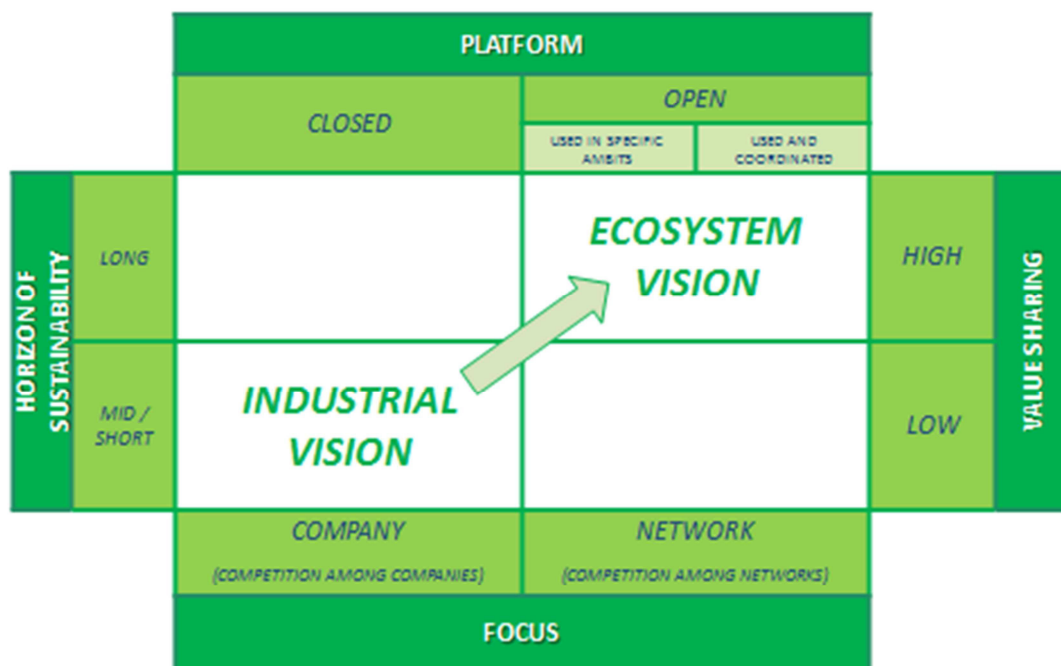 PLATFORM
CLOSED
OPEN
USED IN SPECIFIC
AMBITS
USED AND
COORDINATED
HORIZON OF
SUSTAINABILITY
LONG
ECOSYSTEM
VISION
HIGH
VALUE SHARING
MID /
SHORT
INDUSTRIAL
VISION
LOW
COMPANY
(COMPETITION AMONG COMPANIES)
NETWORK
(COMPETITION AMONG NETWORKS)
FOCUS